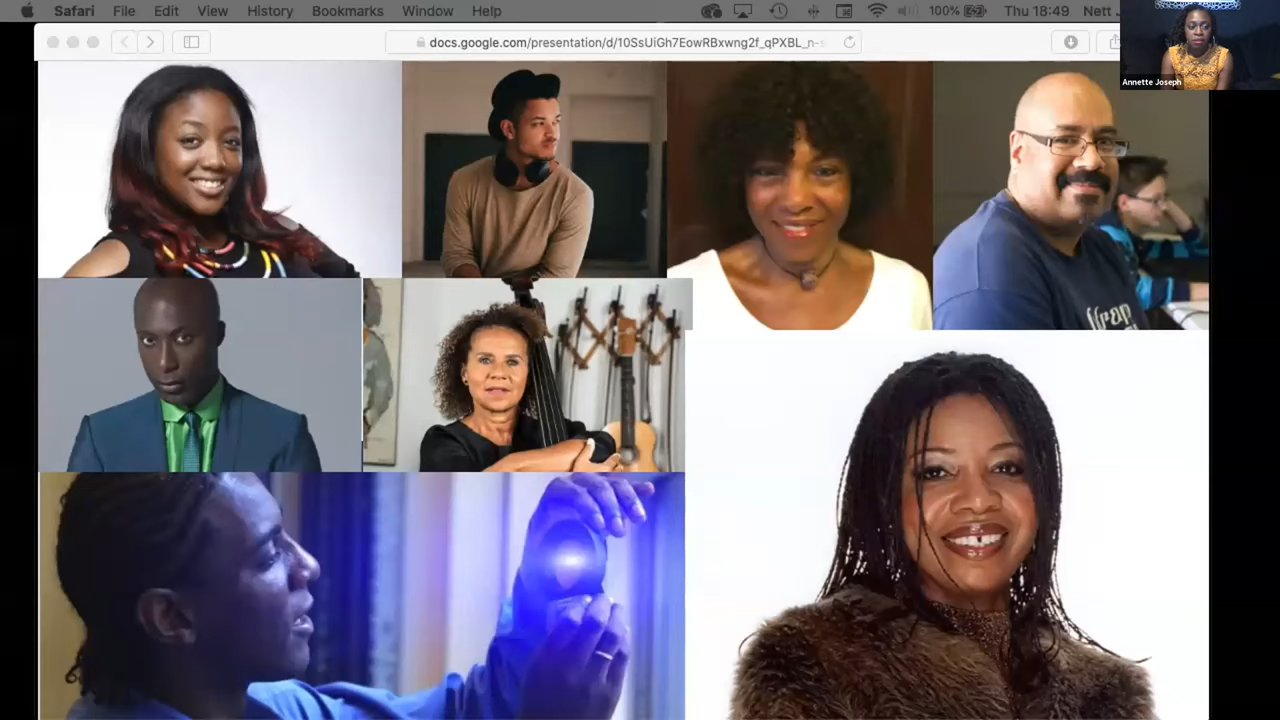 Safari File Edit View History Bookmarks Window Help 100% Thu 18:49 Nett
docs.google.com/presentation/d/10SsUiGh7EowRBxwng2f_qPXBL_n-
Annette Joseph